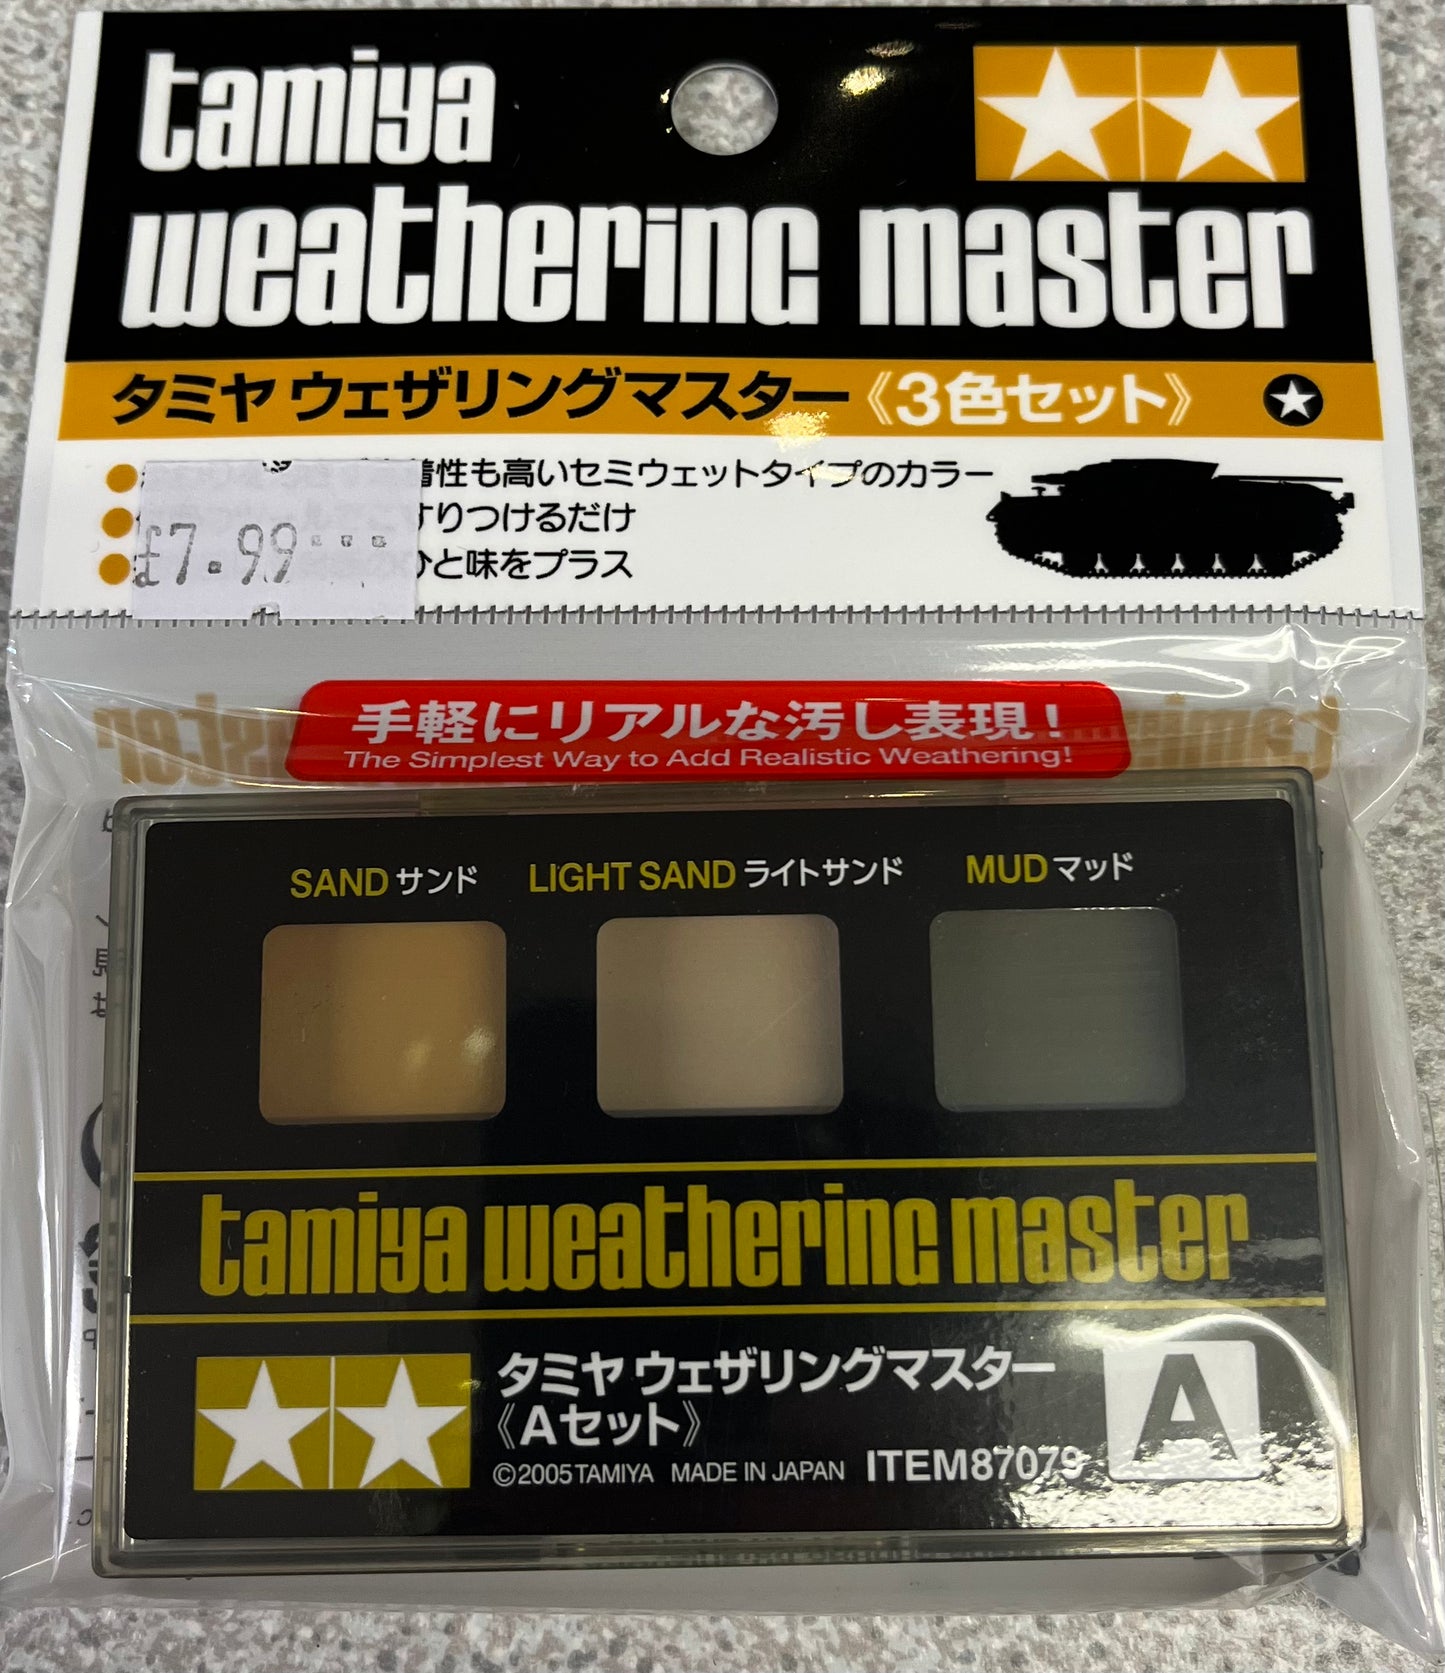 tamiya
weathering master
タミヤ ウェザリングマスター《3色セット》
着性も高いセミウェットタイプのカラー
すりつけるだけ
£7.99
ひと味をプラス
手軽にリアルな汚し表現!
The Simplest Way to Add Realistic Weathering!
SAND サンド LIGHT SAND ライトサンド MUD マッド
tamiya weathering master
タミヤ ウェザリングマスター
《Aセット》
A
©2005 TAMIYA MADE IN JAPAN ITEM87079